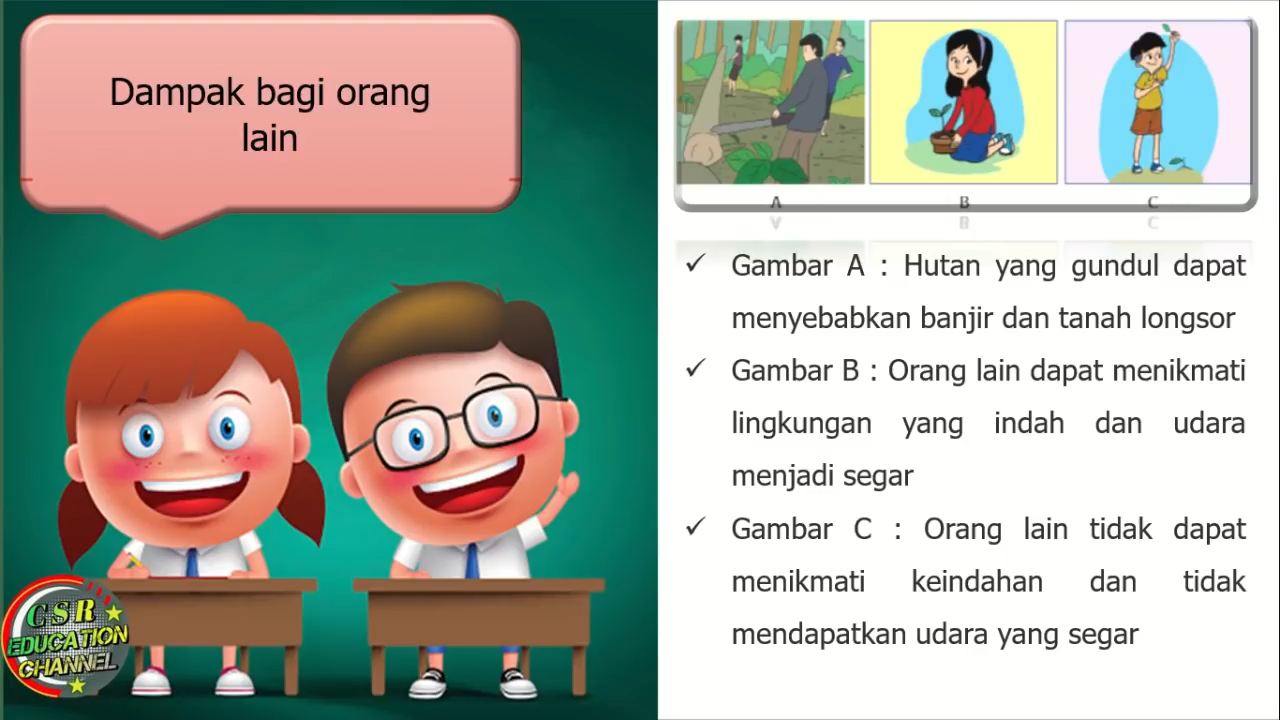 Dampak bagi orang
lain
A
B
C
✓ Gambar A : Hutan yang gundul dapat
menyebabkan banjir dan tanah longsor
✓ Gambar B : Orang lain dapat menikmati
lingkungan yang indah dan udara
menjadi segar
✓ Gambar C : Orang lain tidak dapat
menikmati keindahan dan tidak
mendapatkan udara yang segar
CSR
EDUCATION
CHANNEL